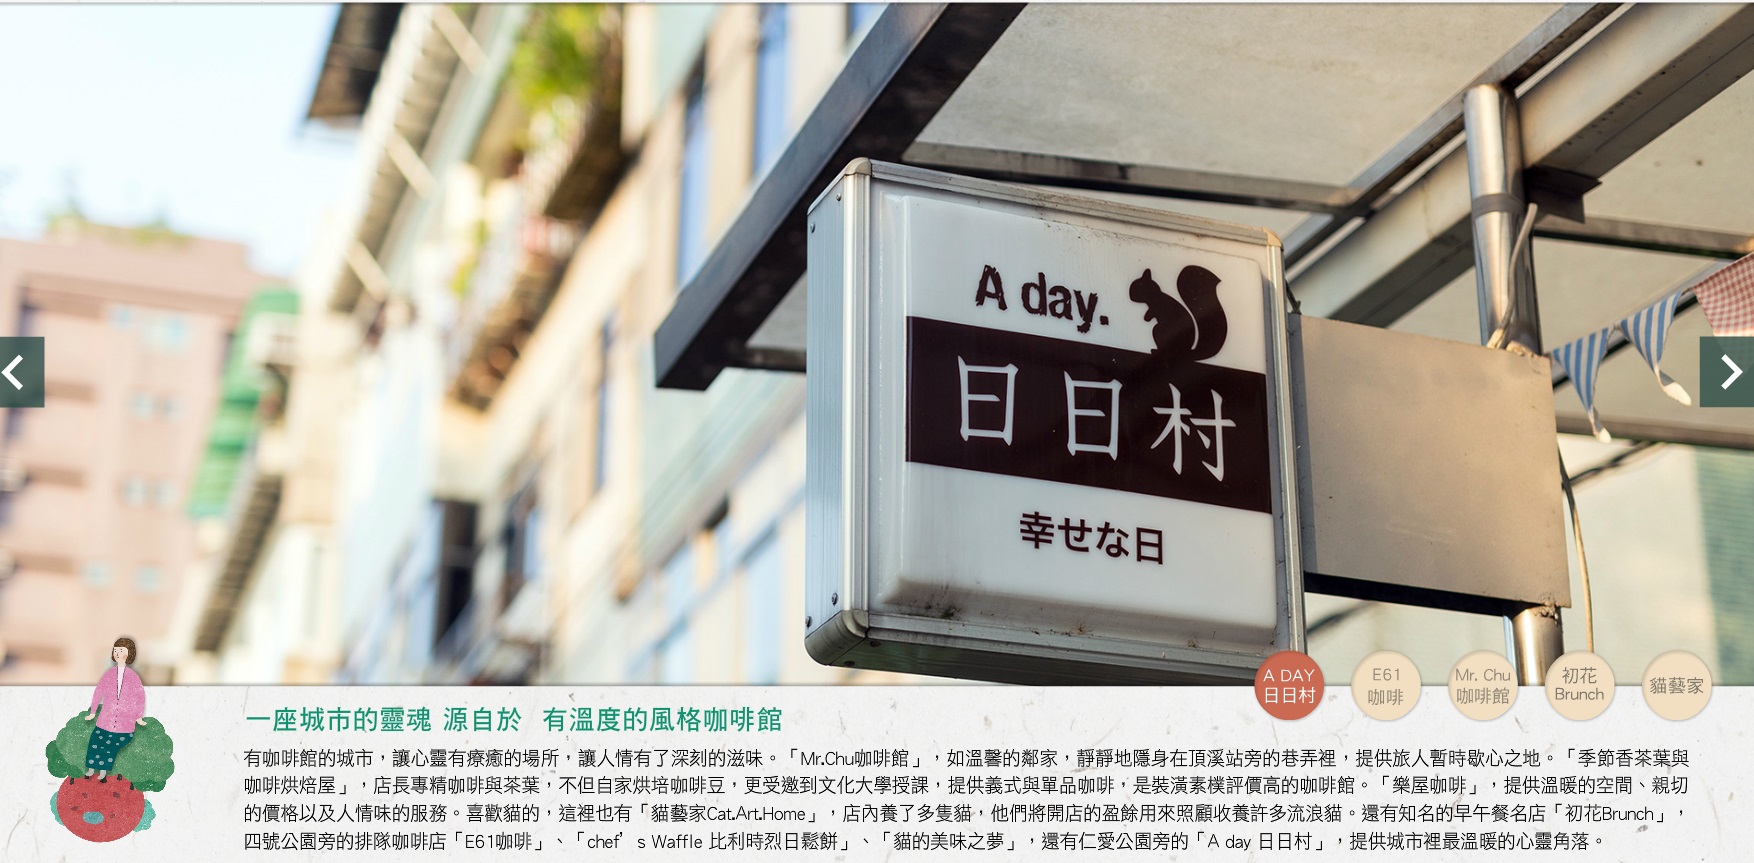 A day.
日日村
幸せな日
A DAY
日日村
E61
咖啡
Mr. Chu
咖啡館
初花
Brunch
貓藝家
一座城市的靈魂 源自於 有溫度的風格咖啡館
有咖啡館的城市，讓心靈有療癒的場所，讓人情有了深刻的滋味。「Mr.Chu咖啡館」，如溫馨的鄰家，靜靜地隱身在頂溪站旁的巷弄裡，提供旅人暫時歇心之地。「季節香茶葉與
咖啡烘焙屋」，店長專精咖啡與茶葉，不但自家烘培咖啡豆，更受邀到文化大學授課，提供義式與單品咖啡，是裝潢素樸評價高的咖啡館。「樂屋咖啡」，提供溫暖的空間、親切
的價格以及人情味的服務。喜歡貓的，這裡也有「貓藝家Cat.Art.Home」，店內養了多隻貓，他們將開店的盈餘用來照顧收養許多流浪貓。還有知名的早午餐名店「初花Brunch」，
四號公園旁的排隊咖啡店「E61咖啡」、「chef’s Waffle 比利時烈日鬆餅」、「貓的美味之夢」，還有仁愛公園旁的「A day 日日村」，提供城市裡最溫暖的心靈角落。